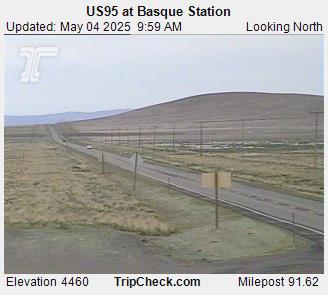 US95 at Basque Station
Updated: May 04 2025 9:59 AM Looking North
Elevation 4460 TripCheck.com Milepost 91.62